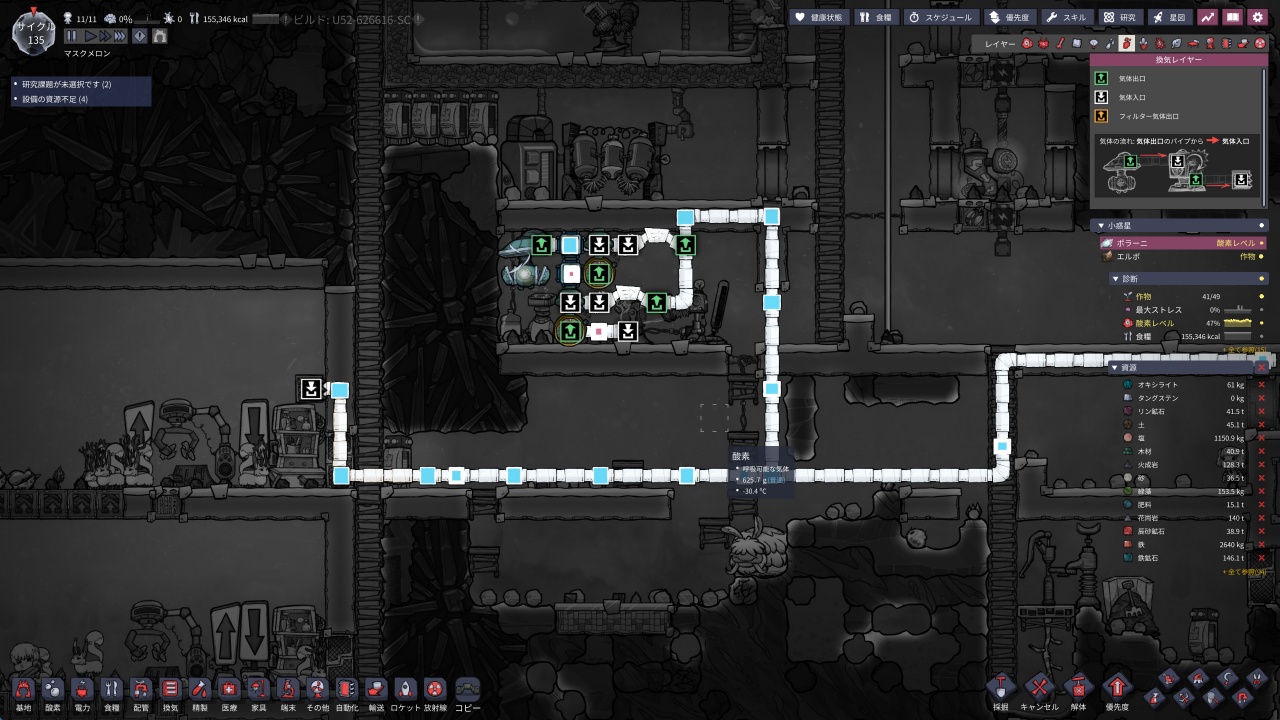 サイクル
135
11/11
0%
0
155,346 kcal
ビルド: U52-626616-SC
マスクメロン
研究課題が未選択です (2)
設備の資源不足 (4)
健康状態
食糧
スケジュール
優先度
スキル
研究
星図
レイヤー
換気レイヤー
気体出口
気体入口
フィルター気体出口
気体の流れ: 気体出口のパイプから
気体入口
小惑星
ポラーニ 酸素レベル
エルボ 作物
診断
作物 41/49
最大ストレス 0%
酸素レベル 47%
食糧 155,346 kcal
資源
オキシライト 61 kg
タングステン 0 kg
リン鉱石 41.5 t
土 45.1 t
塩 1150.9 kg
木材 40.9 t
火成岩 128.3 t
砂 36.5 t
緑藻 153.5 kg
肥料 15.1 t
花崗岩 140 t
辰砂鉱石 38.9 t
鉄 2640 kg
鉄鉱石 146.1 t
酸素
呼吸可能な気体
625.7 g
-30.4 °C
基地
酸素
電力
食糧
配管
換気
精製
医療
家具
端末
その他
自動化
輸送
ロケット
放射線
コピー
採掘
キャンセル
解体
優先度